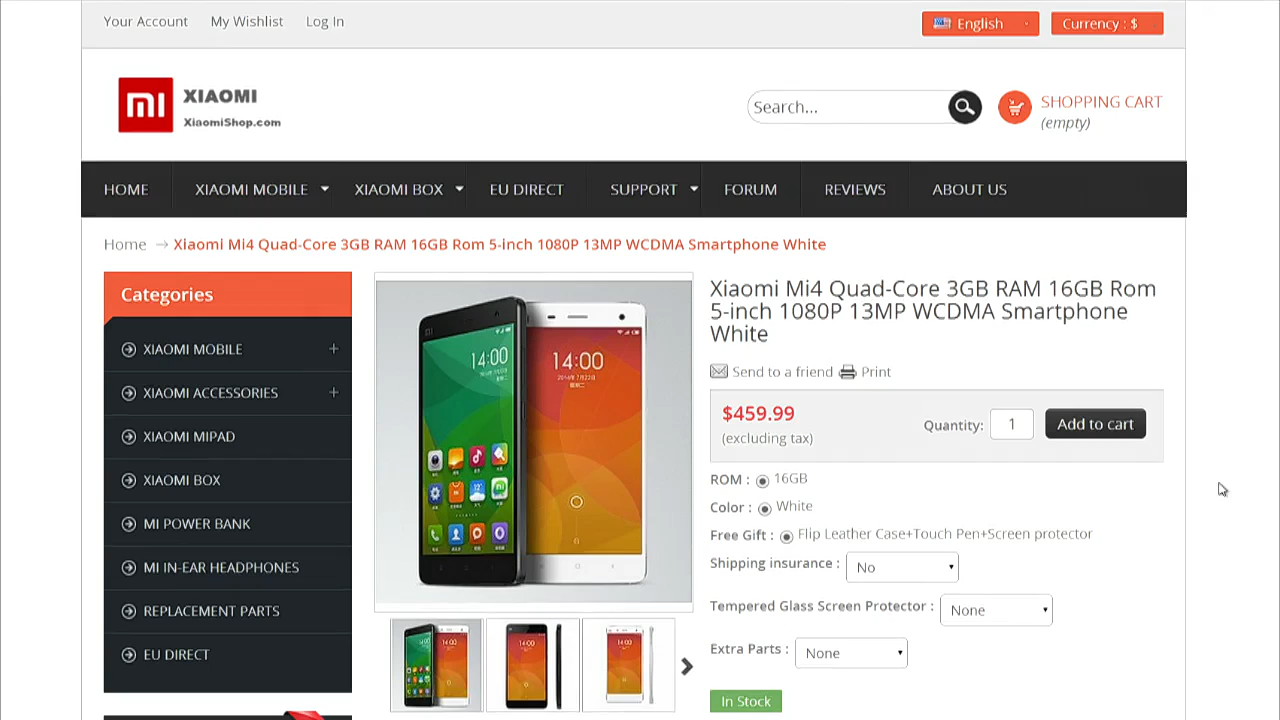 Your Account My Wishlist Log In
English
Currency : $
mi
XIAOMI
XiaomiShop.com
Search...
SHOPPING CART
(empty)
HOME XIAOMI MOBILE XIAOMI BOX EU DIRECT SUPPORT FORUM REVIEWS ABOUT US
Home → Xiaomi Mi4 Quad-Core 3GB RAM 16GB Rom 5-inch 1080P 13MP WCDMA Smartphone White
Categories
XIAOMI MOBILE +
XIAOMI ACCESSORIES +
XIAOMI MIPAD
XIAOMI BOX
MI POWER BANK
MI IN-EAR HEADPHONES
REPLACEMENT PARTS
EU DIRECT
14:00
14:00
Xiaomi Mi4 Quad-Core 3GB RAM 16GB Rom
5-inch 1080P 13MP WCDMA Smartphone
White
Send to a friend Print
$459.99
(excluding tax)
Quantity: 1 Add to cart
ROM : 16GB
Color : White
Free Gift : Flip Leather Case+Touch Pen+Screen protector
Shipping insurance : No
Tempered Glass Screen Protector : None
Extra Parts : None
In Stock